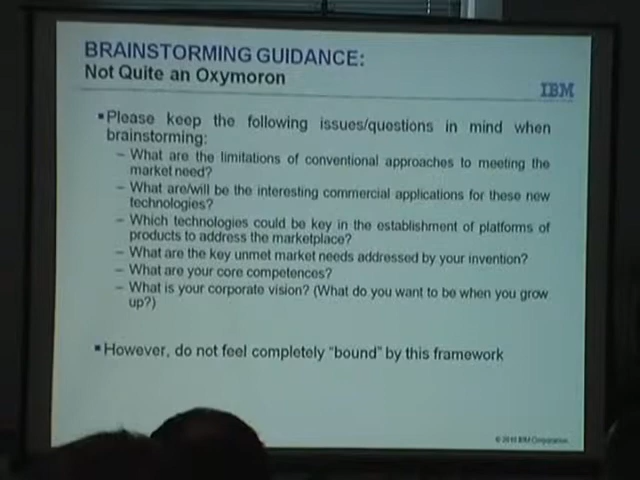 BRAINSTORMING GUIDANCE:
Not Quite an Oxymoron
IBM
▪Please keep the following issues/questions in mind when
brainstorming:
– What are the limitations of conventional approaches to meeting the
market need?
– What are/will be the interesting commercial applications for these new
technologies?
– Which technologies could be key in the establishment of platforms of
products to address the marketplace?
– What are the key unmet market needs addressed by your invention?
– What are your core competences?
– What is your corporate vision? (What do you want to be when you grow
up?)
▪However, do not feel completely "bound" by this framework
© 2010 IBM Corporation